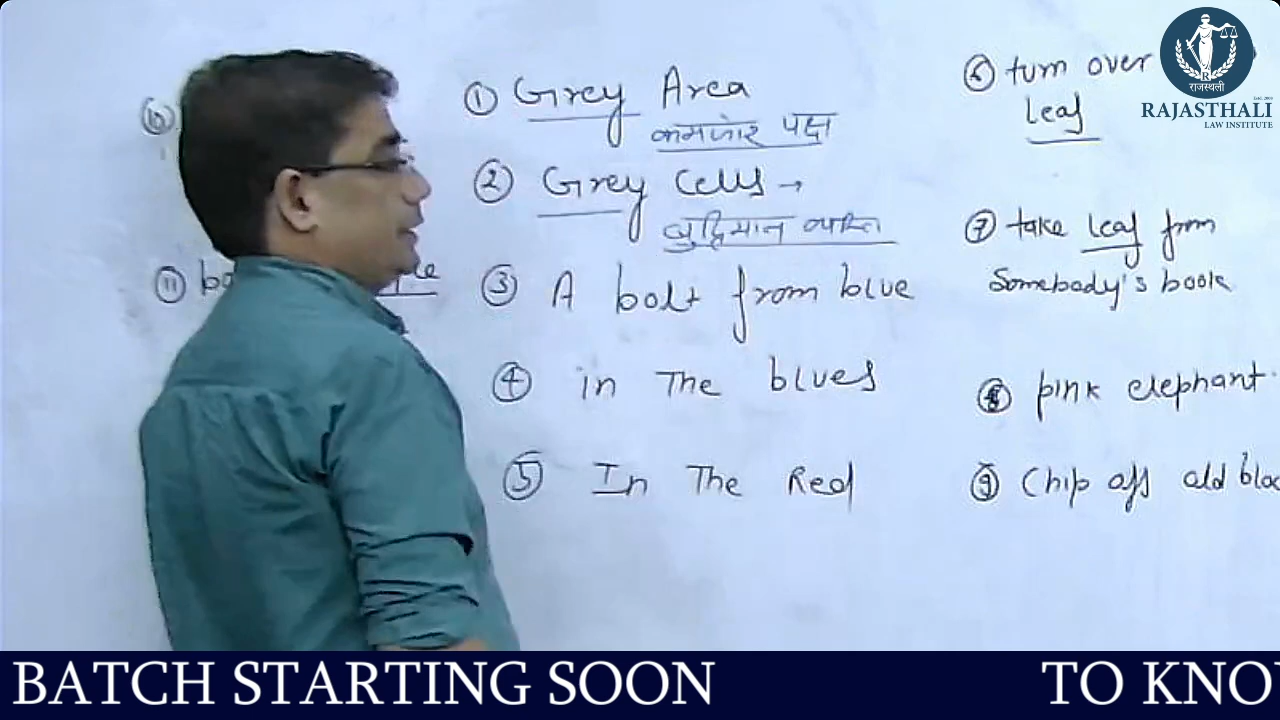 ① Grey Area
कमजोर पक्ष
② Grey Cells →
बुद्धिमान व्यक्ति
③ A bolt from blue
④ in The blues
⑤ In The Red
⑥ turn over
leaf
⑦ take leaf from
Somebody's book
⑧ pink elephant
⑨ Chip off old
⑩
⑪
राजस्थली
RAJASTHALI
LAW INSTITUTE
BATCH STARTING SOON
TO